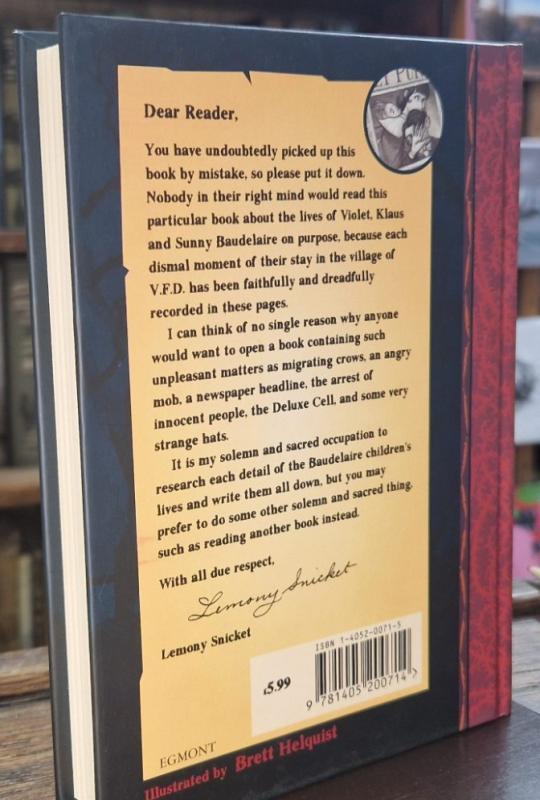 Dear Reader,
You have undoubtedly picked up this
book by mistake, so please put it down.
Nobody in their right mind would read this
particular book about the lives of Violet, Klaus
and Sunny Baudelaire on purpose, because each
dismal moment of their stay in the village of
V.F.D. has been faithfully and dreadfully
recorded in these pages.
I can think of no single reason why anyone
would want to open a book containing such
unpleasant matters as migrating crows, an angry
mob, a newspaper headline, the arrest of
innocent people, the Deluxe Cell, and some very
strange hats.
It is my solemn and sacred occupation to
research each detail of the Baudelaire children's
lives and write them all down, but you may
prefer to do some other solemn and sacred thing,
such as reading another book instead.
With all due respect,
Lemony Snicket
Lemony Snicket
£5.99
ISBN 1-4052-0071-5
9 781405 200714 >
EGMONT
Illustrated by Brett Helquist